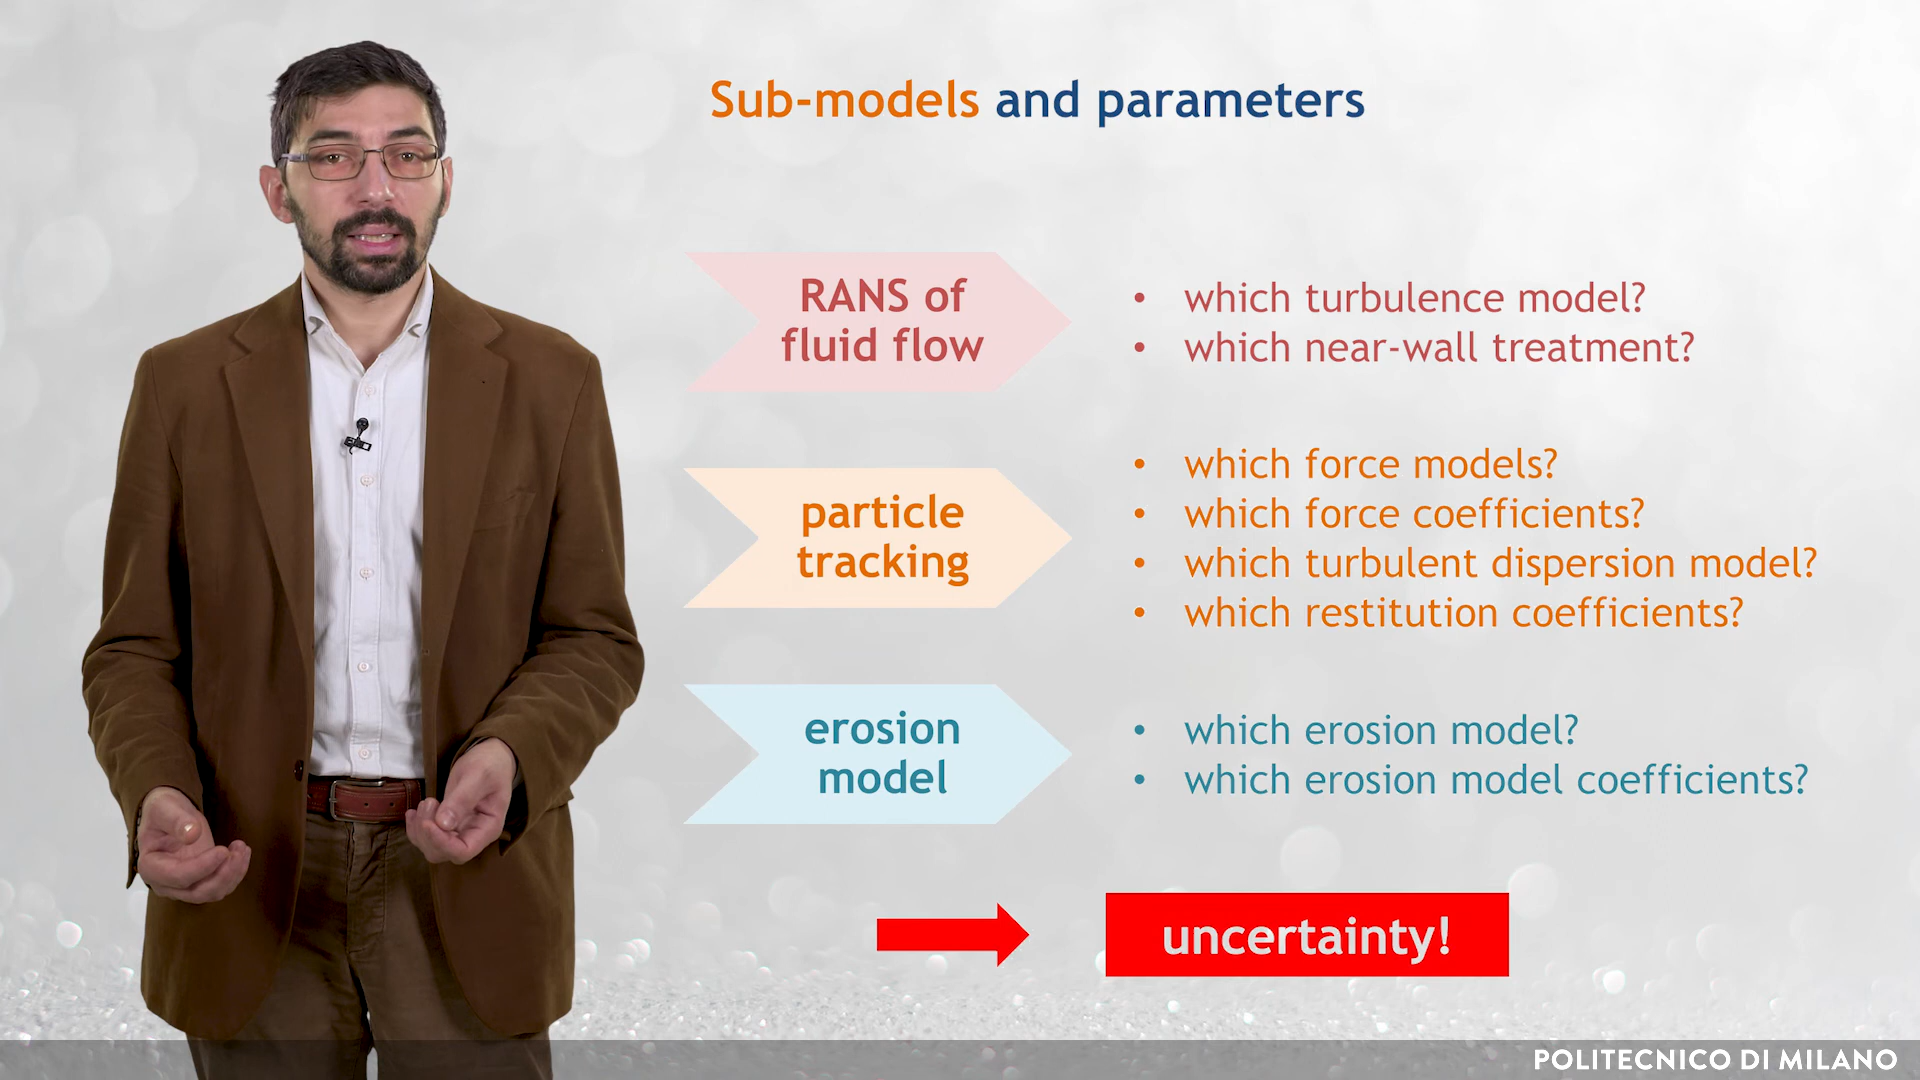 Sub-models and parameters
RANS of
fluid flow
• which turbulence model?
• which near-wall treatment?
particle
tracking
• which force models?
• which force coefficients?
• which turbulent dispersion model?
• which restitution coefficients?
erosion
model
• which erosion model?
• which erosion model coefficients?
uncertainty!
POLITECNICO DI MILANO